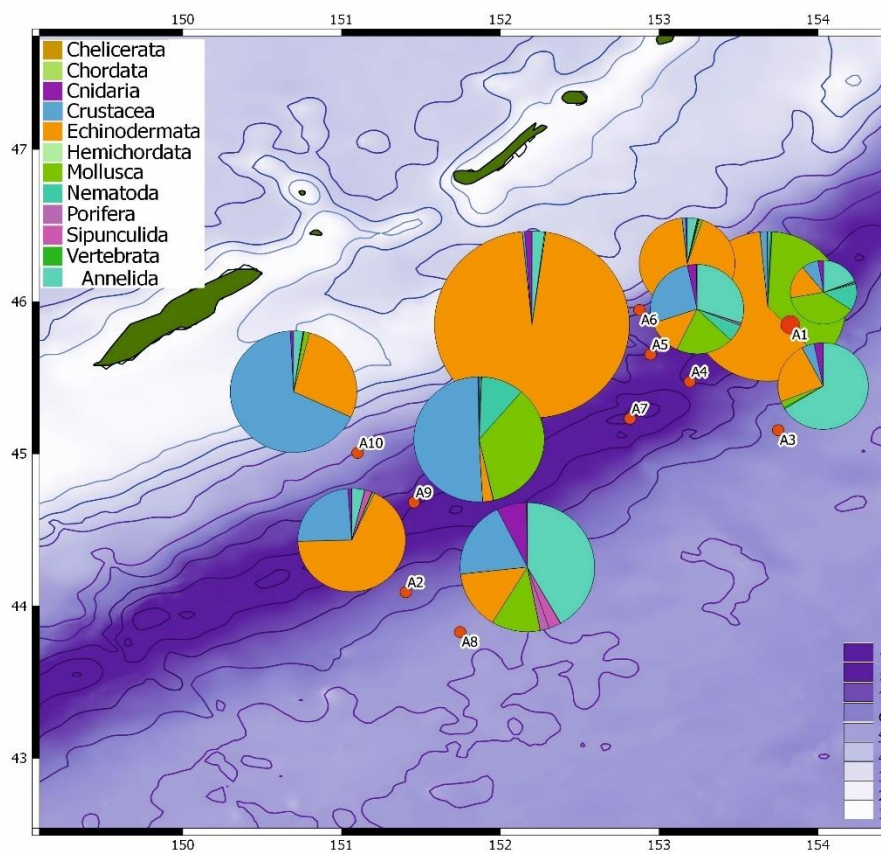 150 151 152 153 154
Chelicerata
Chordata
Cnidaria
Crustacea
Echinodermata
Hemichordata
Mollusca
Nematoda
Porifera
Sipunculida
Vertebrata
Annelida
47
46
A6
A1
A5
A4
A7
A3
45
A10
A9
44
A2
A8
43
150 151 152 153 154